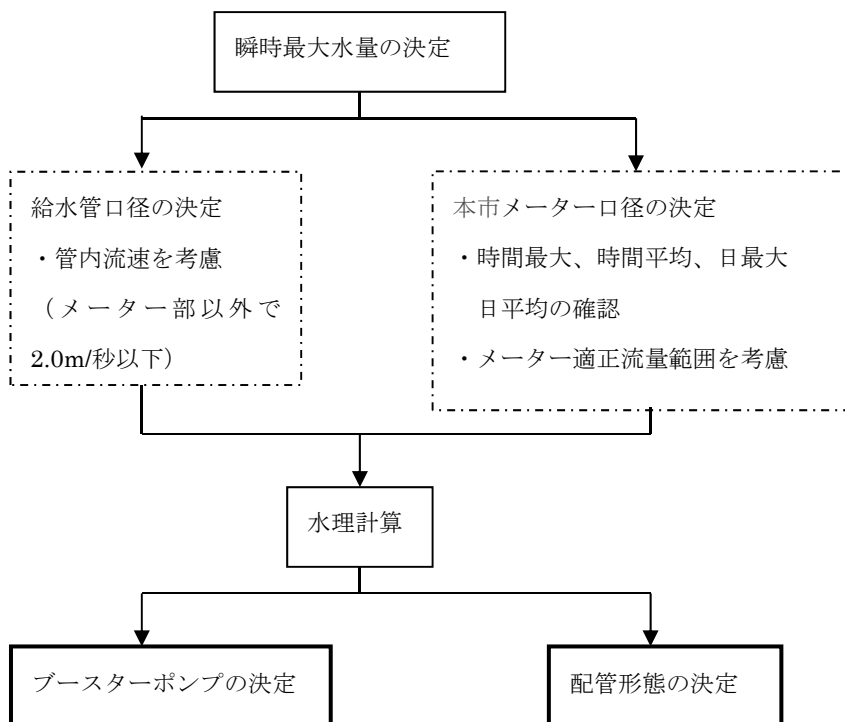 瞬時最大水量の決定
給水管口径の決定
・管内流速を考慮
（メーター部以外で
2.0m/秒以下）
本市メーター口径の決定
・時間最大、時間平均、日最大
日平均の確認
・メーター適正流量範囲を考慮
水理計算
ブースターポンプの決定
配管形態の決定